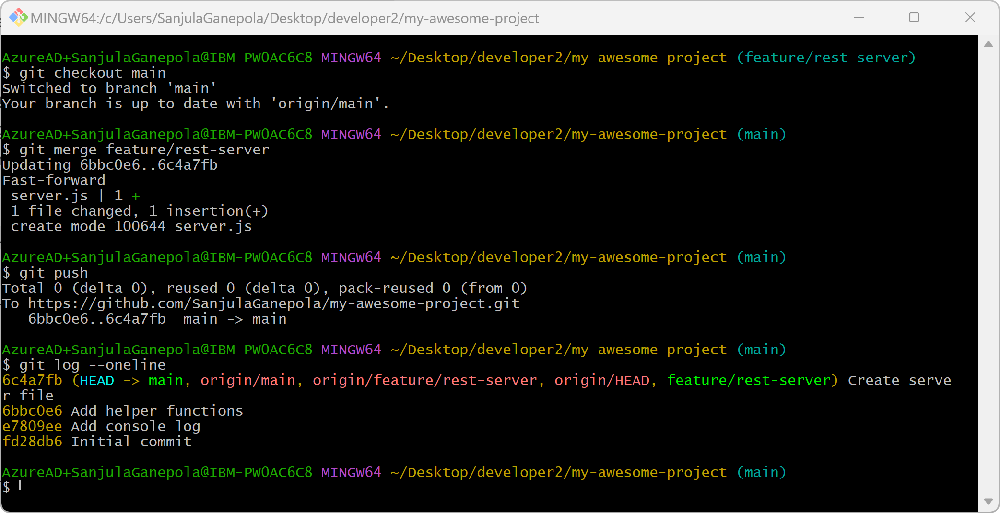 MINGW64:/c/Users/SanjulaGanepola/Desktop/developer2/my-awesome-project
AzureAD+SanjulaGanepola@IBM-PW0AC6C8 MINGW64 ~/Desktop/developer2/my-awesome-project (feature/rest-server)
$ git checkout main
Switched to branch 'main'
Your branch is up to date with 'origin/main'.
AzureAD+SanjulaGanepola@IBM-PW0AC6C8 MINGW64 ~/Desktop/developer2/my-awesome-project (main)
$ git merge feature/rest-server
Updating 6bbc0e6..6c4a7fb
Fast-forward
 server.js | 1 +
 1 file changed, 1 insertion(+)
 create mode 100644 server.js
AzureAD+SanjulaGanepola@IBM-PW0AC6C8 MINGW64 ~/Desktop/developer2/my-awesome-project (main)
$ git push
Total 0 (delta 0), reused 0 (delta 0), pack-reused 0 (from 0)
To https://github.com/SanjulaGanepola/my-awesome-project.git
   6bbc0e6..6c4a7fb  main -> main
AzureAD+SanjulaGanepola@IBM-PW0AC6C8 MINGW64 ~/Desktop/developer2/my-awesome-project (main)
$ git log --oneline
6c4a7fb (HEAD -> main, origin/main, origin/feature/rest-server, origin/HEAD, feature/rest-server) Create serve
r file
6bbc0e6 Add helper functions
e7809ee Add console log
fd28db6 Initial commit
AzureAD+SanjulaGanepola@IBM-PW0AC6C8 MINGW64 ~/Desktop/developer2/my-awesome-project (main)
$